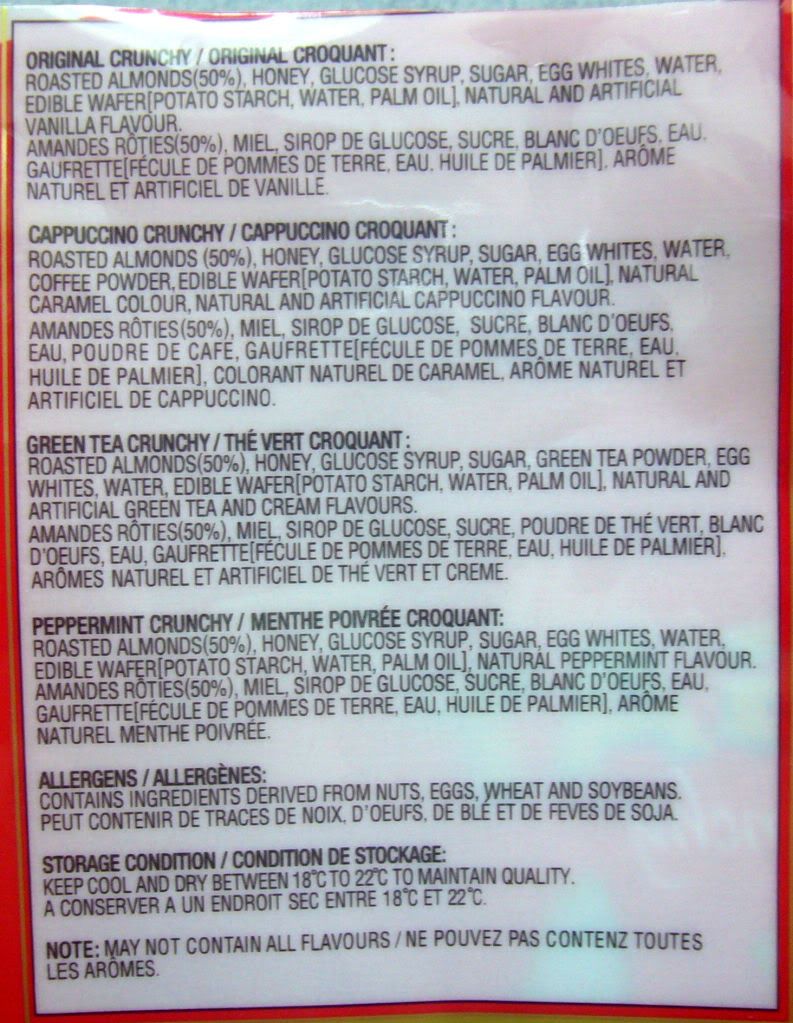 ORIGINAL CRUNCHY / ORIGINAL CROQUANT :
ROASTED ALMONDS(50%), HONEY, GLUCOSE SYRUP, SUGAR, EGG WHITES, WATER,
EDIBLE WAFER[POTATO STARCH, WATER, PALM OIL], NATURAL AND ARTIFICIAL
VANILLA FLAVOUR.
AMANDES RÔTIES(50%), MIEL, SIROP DE GLUCOSE, SUCRE, BLANC D'OEUFS, EAU.
GAUFRETTE[FÉCULE DE POMMES DE TERRE, EAU. HUILE DE PALMIER]. ARÔME
NATUREL ET ARTIFICIEL DE VANILLE.
CAPPUCCINO CRUNCHY / CAPPUCCINO CROQUANT :
ROASTED ALMONDS (50%), HONEY, GLUCOSE SYRUP, SUGAR, EGG WHITES, WATER,
COFFEE POWDER, EDIBLE WAFER[POTATO STARCH, WATER, PALM OIL], NATURAL
CARAMEL COLOUR, NATURAL AND ARTIFICIAL CAPPUCCINO FLAVOUR.
AMANDES RÔTIES(50%), MIEL, SIROP DE GLUCOSE, SUCRE, BLANC D'OEUFS,
EAU, POUDRE DE CAFE, GAUFRETTE[FÉCULE DE POMMES DE TERRE, EAU.
HUILE DE PALMIER], COLORANT NATUREL DE CARAMEL. ARÔME NATUREL ET
ARTIFICIEL DE CAPPUCCINO.
GREEN TEA CRUNCHY / THÉ VERT CROQUANT :
ROASTED ALMONDS(50%), HONEY, GLUCOSE SYRUP, SUGAR, GREEN TEA POWDER, EGG
WHITES, WATER, EDIBLE WAFER[POTATO STARCH, WATER, PALM OIL], NATURAL AND
ARTIFICIAL GREEN TEA AND CREAM FLAVOURS.
AMANDES RÔTIES(50%), MIEL, SIROP DE GLUCOSE, SUCRE, POUDRE DE THÉ VERT, BLANC
D'OEUFS, EAU, GAUFRETTE[FÉCULE DE POMMES DE TERRE, EAU, HUILE DE PALMIER],
ARÔMES NATUREL ET ARTIFICIEL DE THÉ VERT ET CREME.
PEPPERMINT CRUNCHY / MENTHE POIVRÉE CROQUANT:
ROASTED ALMONDS(50%), HONEY, GLUCOSE SYRUP, SUGAR, EGG WHITES, WATER,
EDIBLE WAFER[POTATO STARCH, WATER, PALM OIL], NATURAL PEPPERMINT FLAVOUR.
AMANDES RÔTIES(50%), MIEL, SIROP DE GLUCOSE, SUCRE, BLANC D'OEUFS, EAU,
GAUFRETTE[FÉCULE DE POMMES DE TERRE, EAU, HUILE DE PALMIER], ARÔME
NATUREL MENTHE POIVRÉE.
ALLERGENS / ALLERGÈNES:
CONTAINS INGREDIENTS DERIVED FROM NUTS, EGGS, WHEAT AND SOYBEANS.
PEUT CONTENIR DE TRACES DE NOIX, D'OEUFS, DE BLÉ ET DE FEVES DE SOJA.
STORAGE CONDITION / CONDITION DE STOCKAGE:
KEEP COOL AND DRY BETWEEN 18℃ TO 22℃ TO MAINTAIN QUALITY.
A CONSERVER A UN ENDROIT SEC ENTRE 18℃ ET 22℃.
NOTE: MAY NOT CONTAIN ALL FLAVOURS / NE POUVEZ PAS CONTENZ TOUTES
LES ARÔMES.